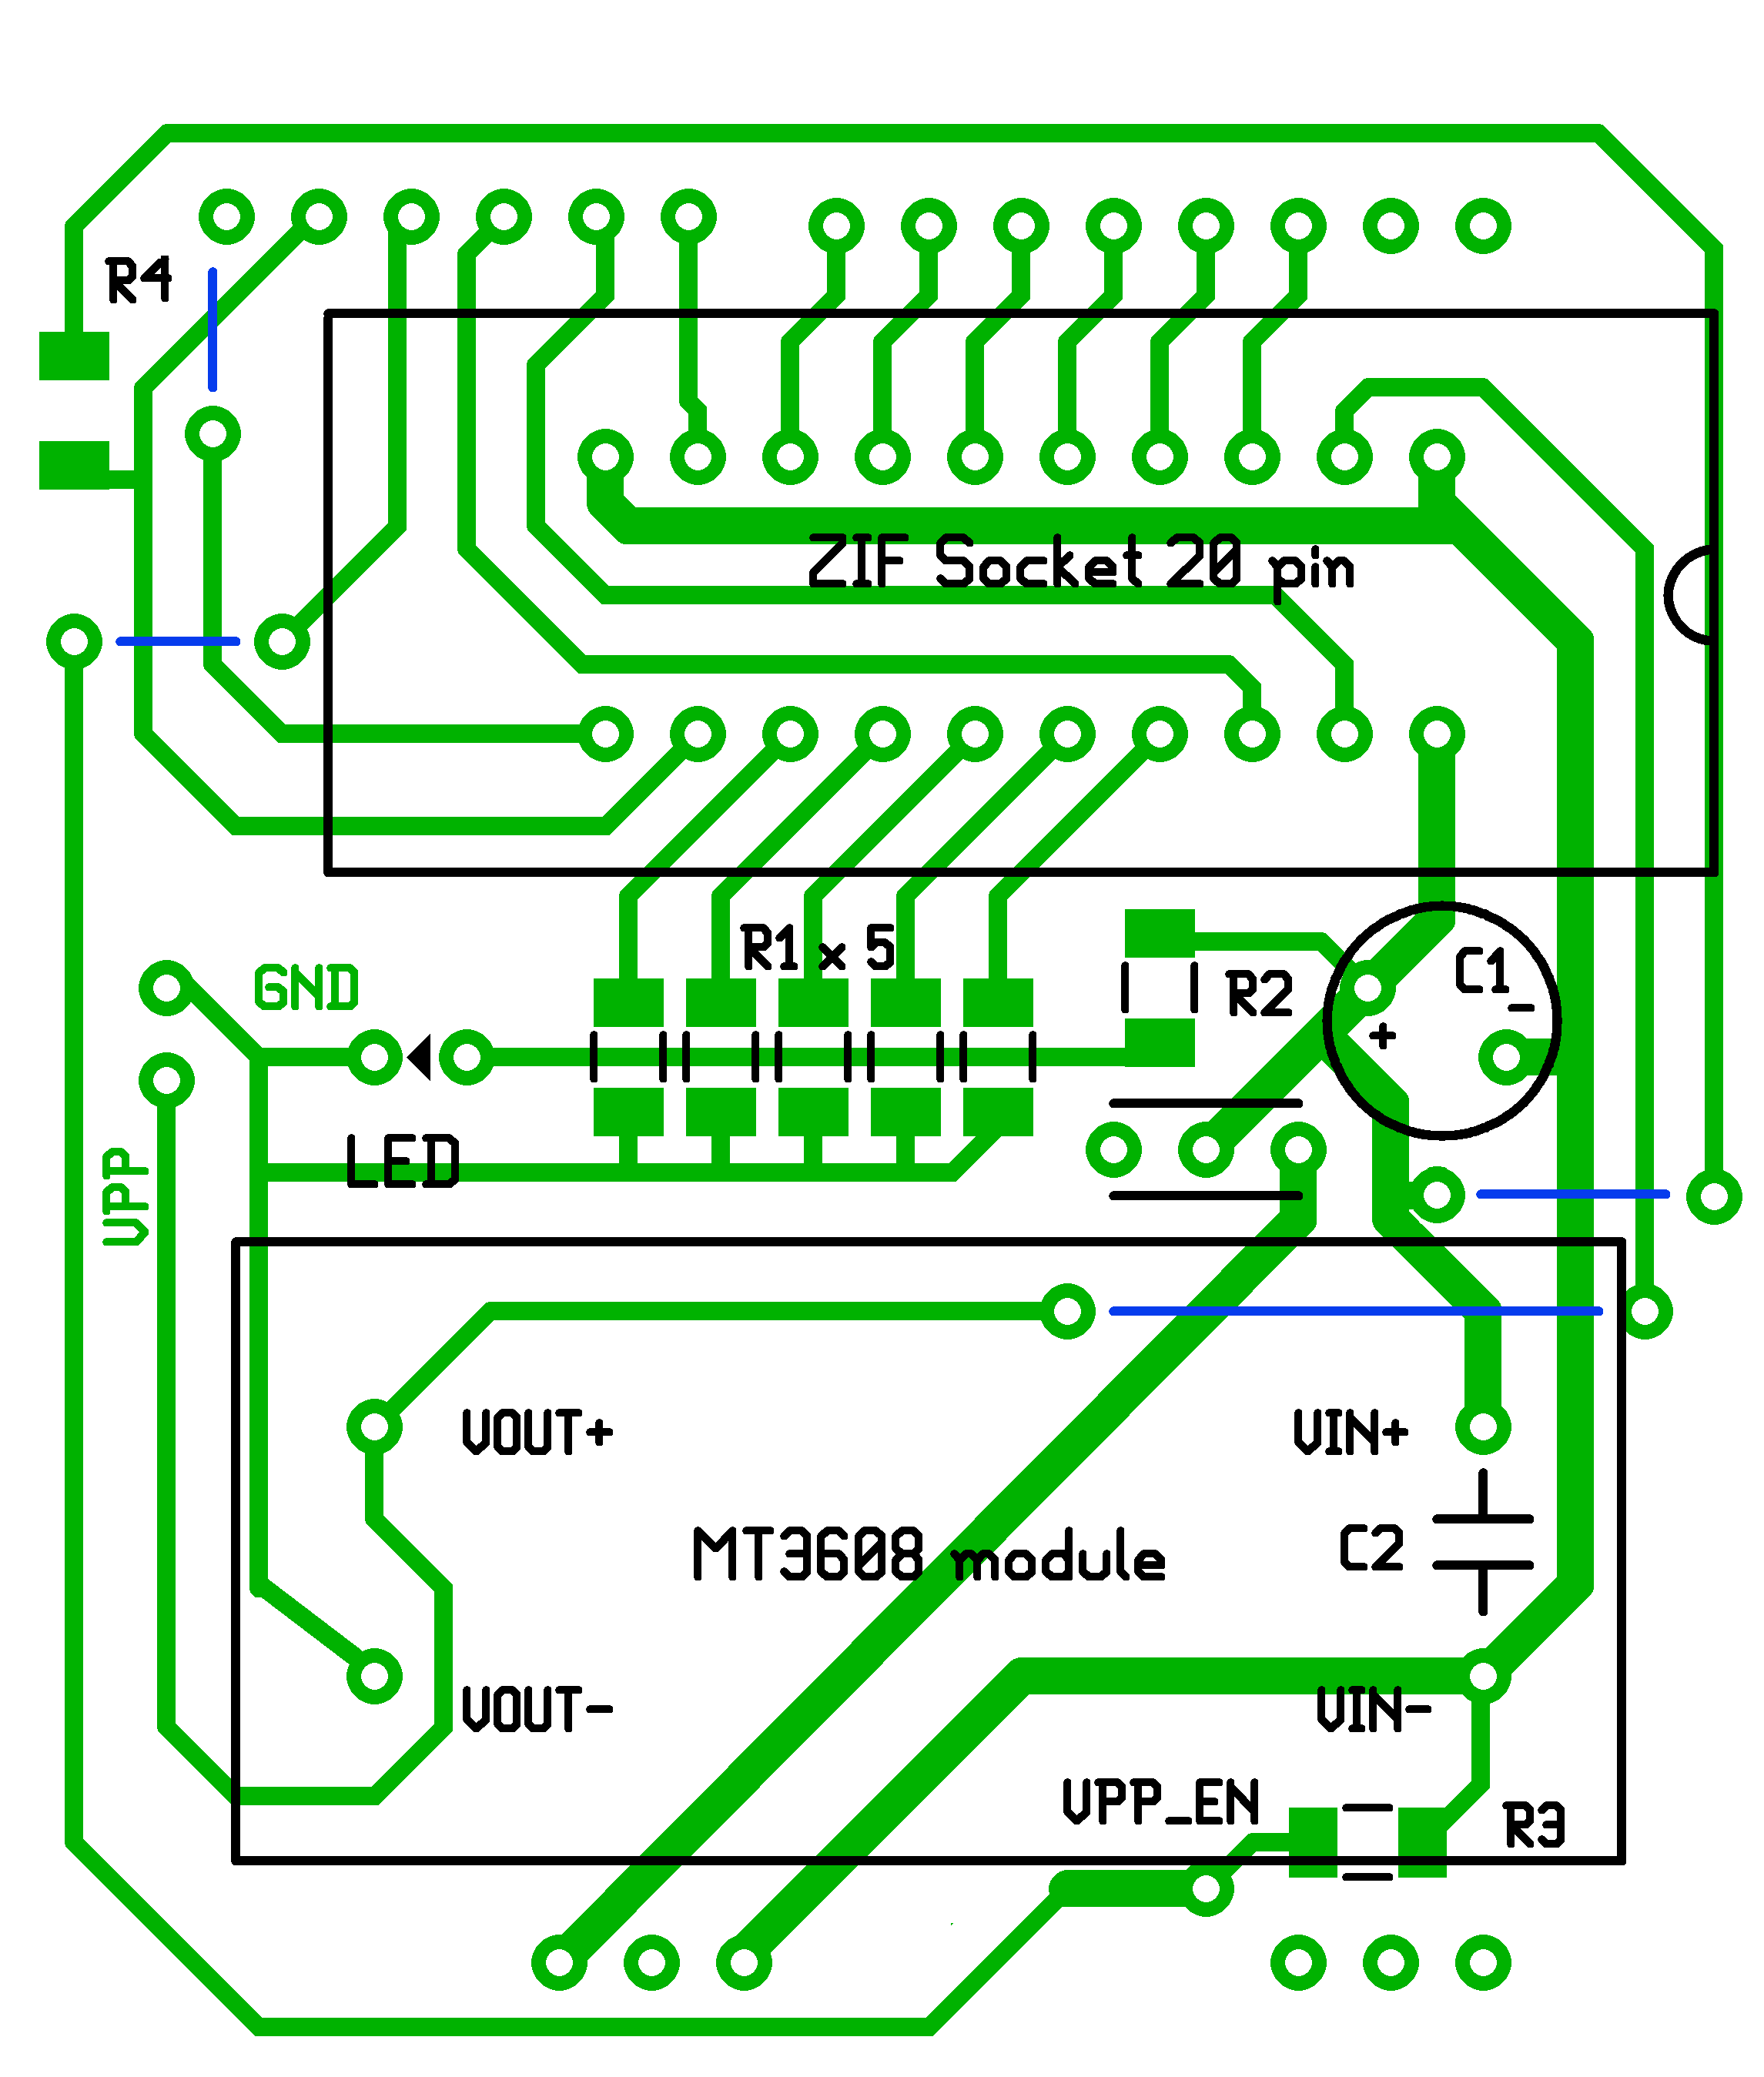 R4
ZIF Socket 20 pin
R1 x 5
GND
R2
C1
-
+
LED
VPP
VOUT+
VIN+
MT3608 module
C2
VOUT-
VIN-
VPP_EN
R3